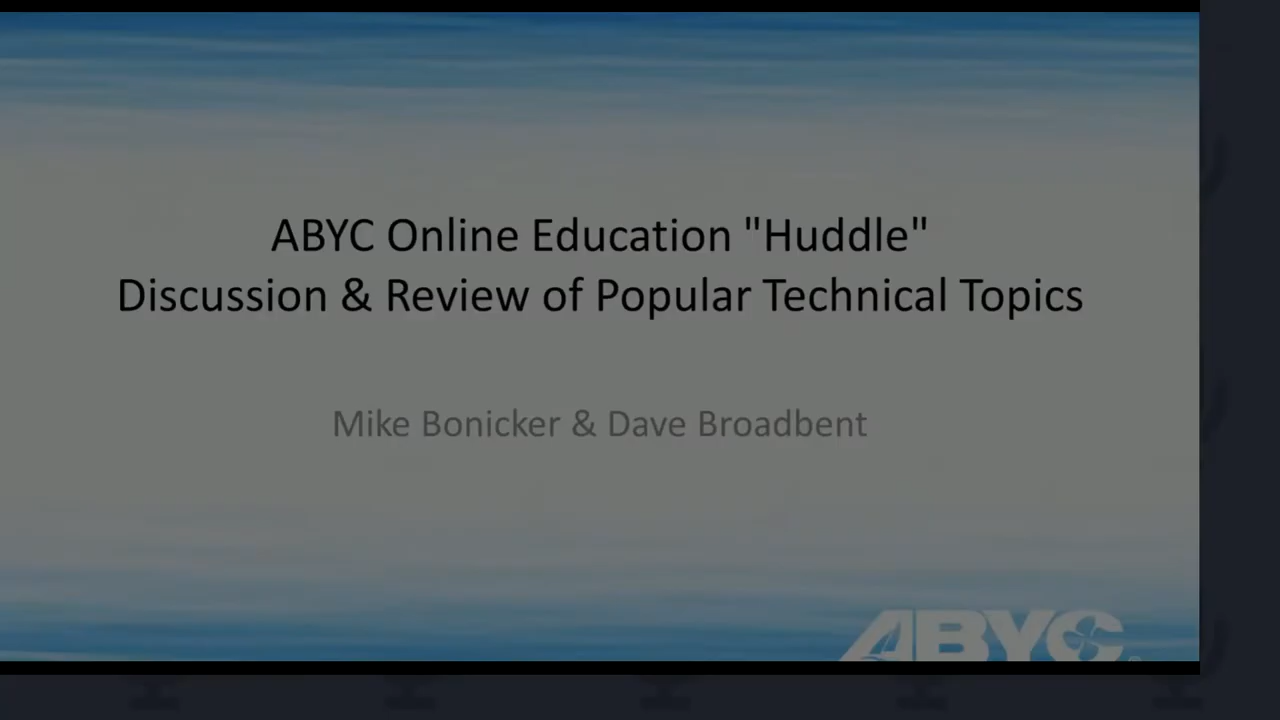 ABYC Online Education "Huddle"
Discussion & Review of Popular Technical Topics
Mike Bonicker & Dave Broadbent
ABYC